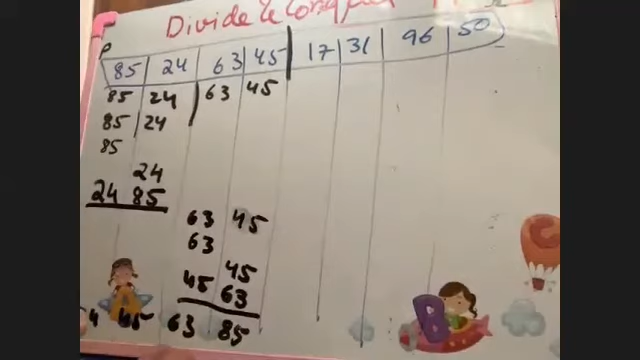 Divide &
P
85 24 63 45 17 31 96 50
85 24 63 45
85 24
85
24
24 85
63 45
63
45
45 63
45 63 85
A
B
C